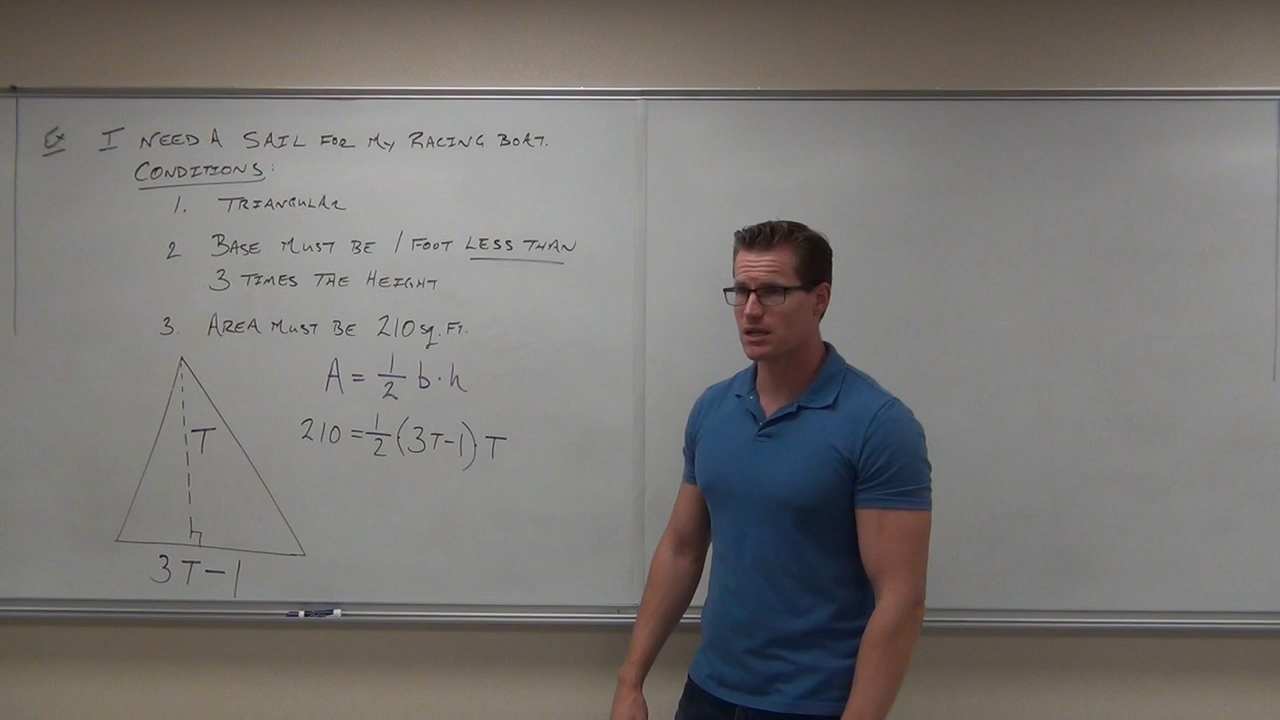 Ex I NEED A SAIL FOR MY RACING BOAT.
CONDITIONS:
1. TRIANGULAR
2 BASE MUST BE 1 FOOT LESS THAN
3 TIMES THE HEIGHT
3. AREA MUST BE 210 sq. FT.
A = 1/2 b · h
210 = 1/2 (3T-1) T
T
3T-1